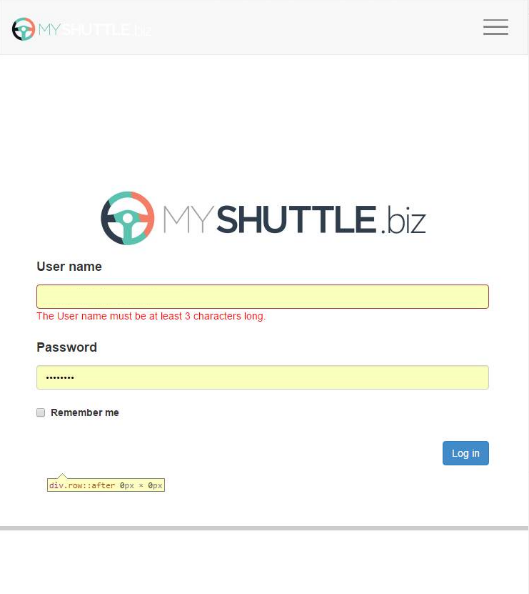 MYSHUTTLE.biz
MYSHUTTLE.biz
User name
The User name must be at least 3 characters long.
Password
••••••••
Remember me
Log in
div.row::after 0px × 0px